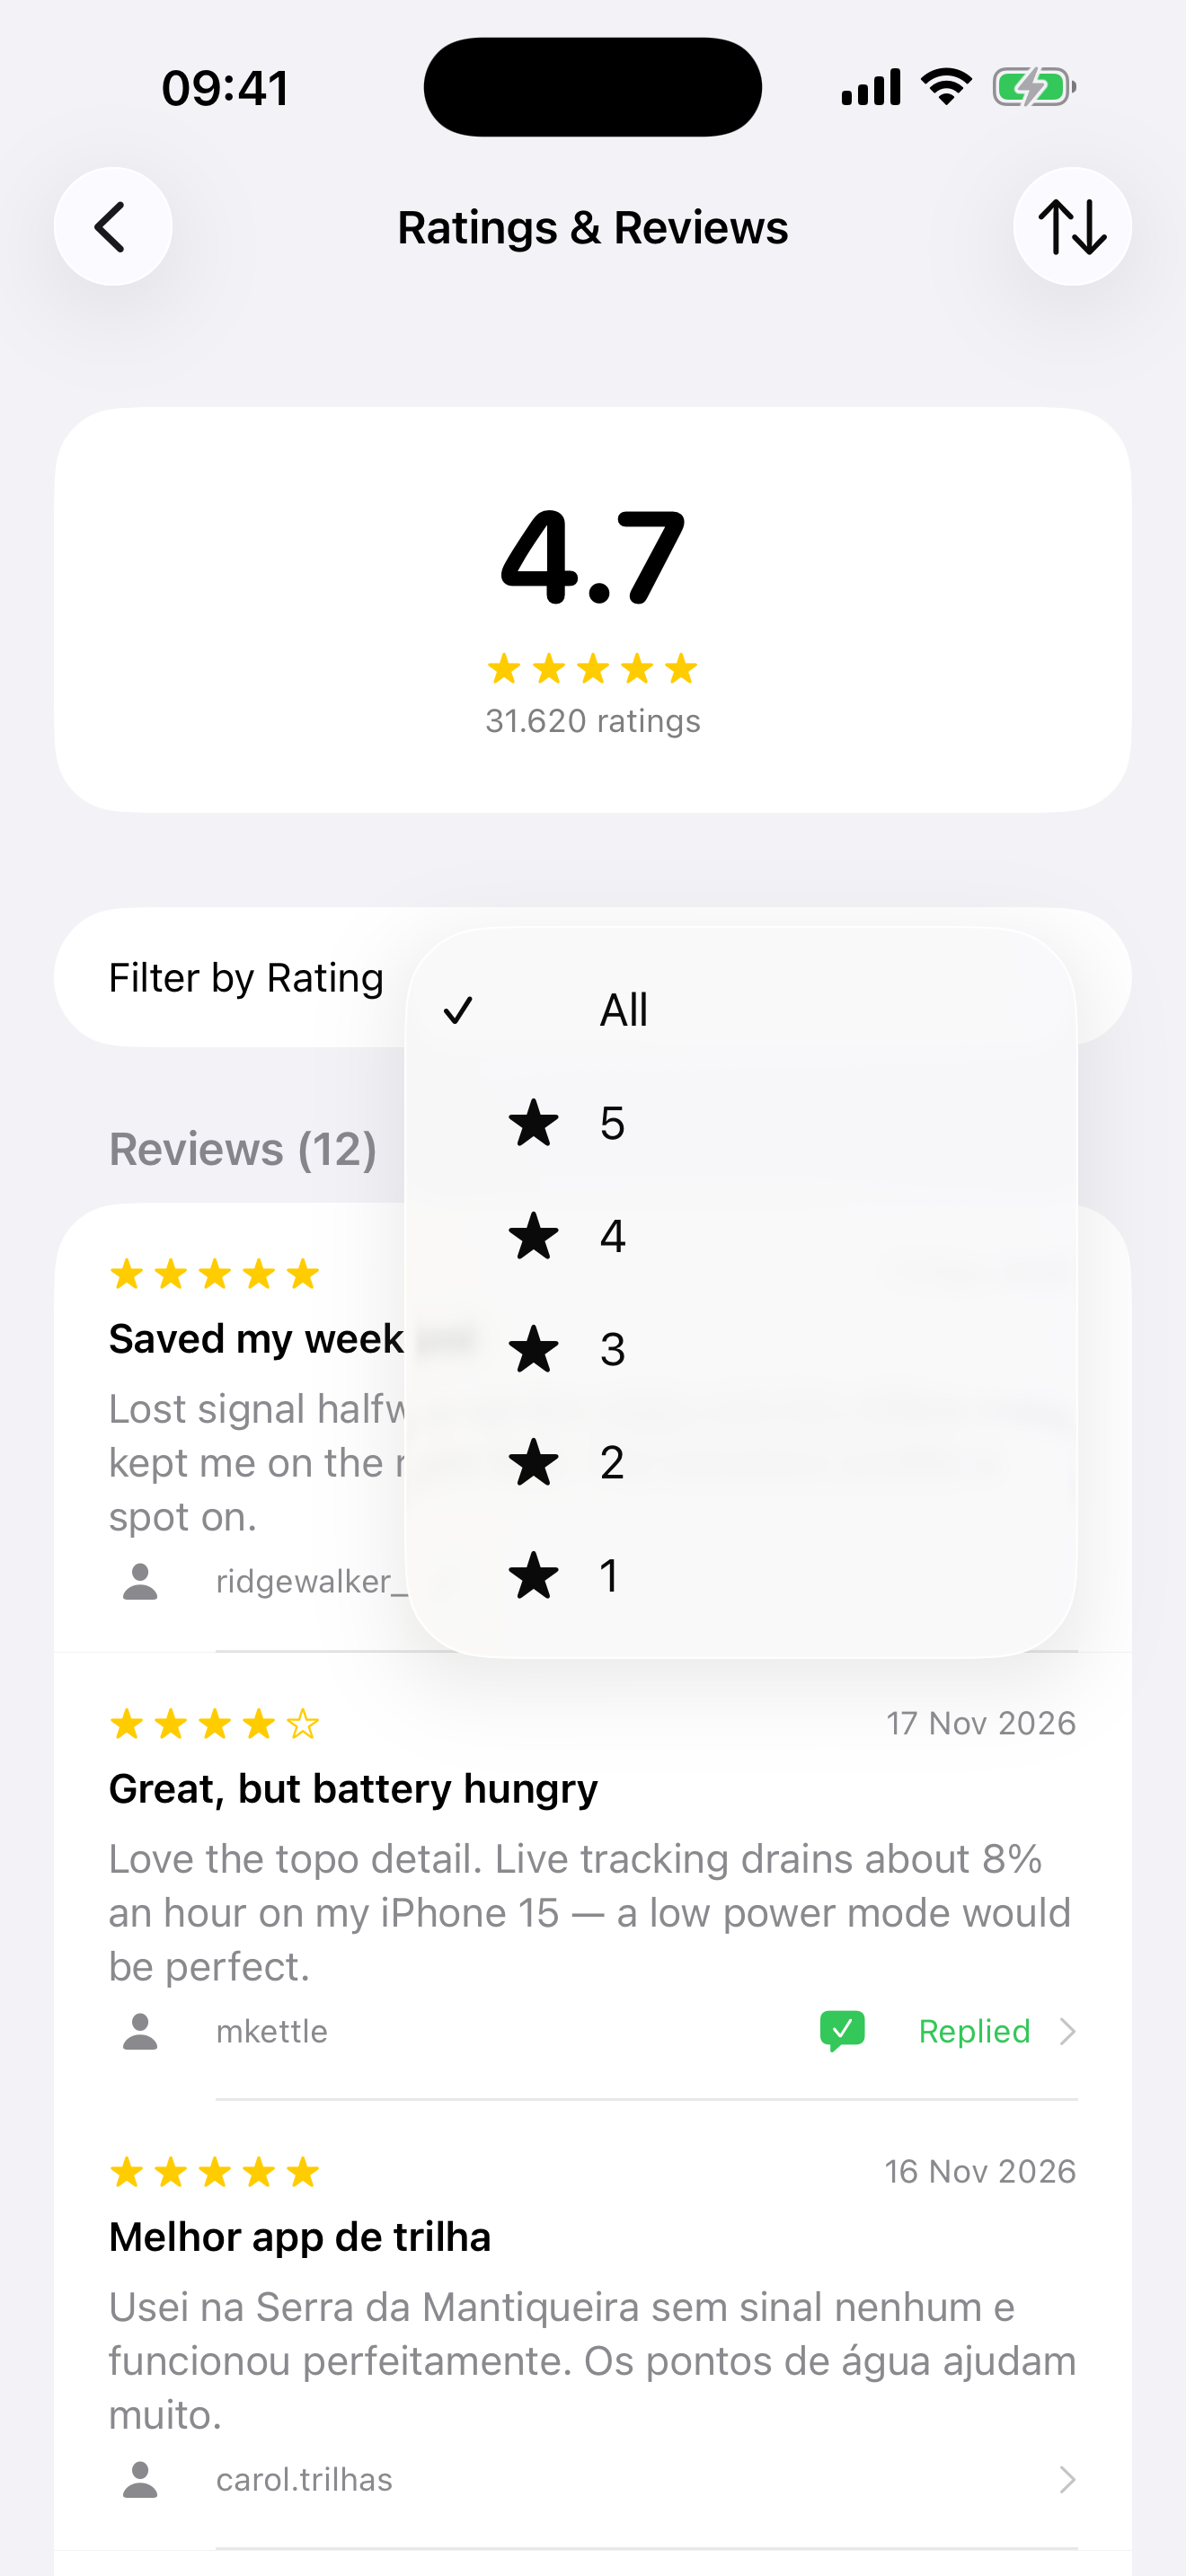 09:41
Ratings & Reviews
4.7
31.620 ratings
Filter by Rating
All
5
4
3
2
1
Reviews (12)
Saved my week
Lost signal
kept me on the
spot on.
ridgewalker_
17 Nov 2026
Great, but battery hungry
Love the topo detail. Live tracking drains about 8%
an hour on my iPhone 15 — a low power mode would
be perfect.
mkettle
Replied
16 Nov 2026
Melhor app de trilha
Usei na Serra da Mantiqueira sem sinal nenhum e
funcionou perfeitamente. Os pontos de água ajudam
muito.
carol.trilhas